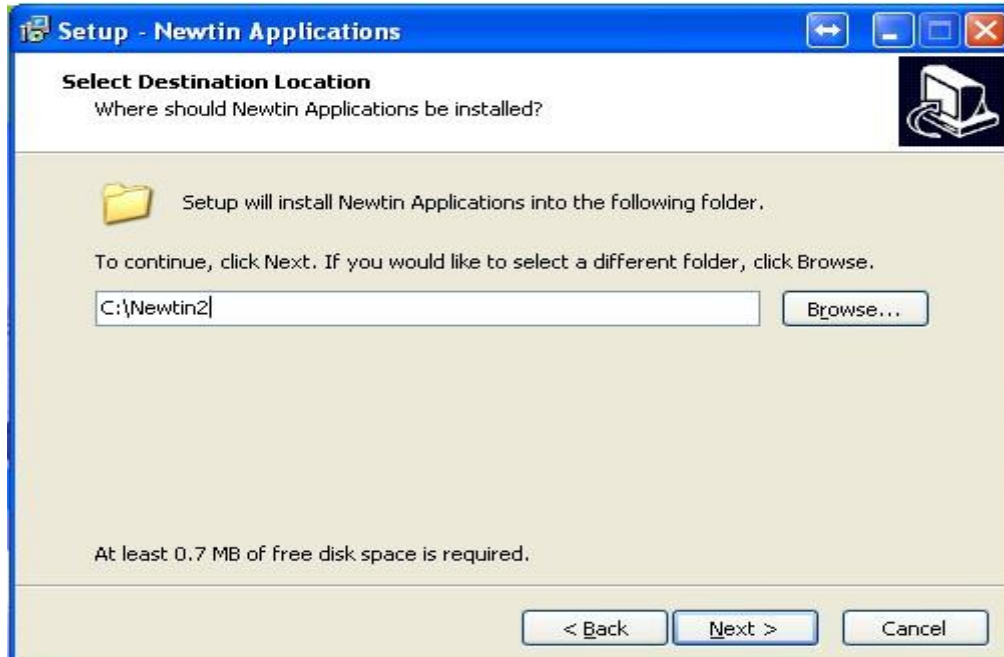 Setup - Newtin Applications
Select Destination Location
Where should Newtin Applications be installed?
Setup will install Newtin Applications into the following folder.
To continue, click Next. If you would like to select a different folder, click Browse.
C:\Newtin2
Browse...
At least 0.7 MB of free disk space is required.
< Back
Next >
Cancel